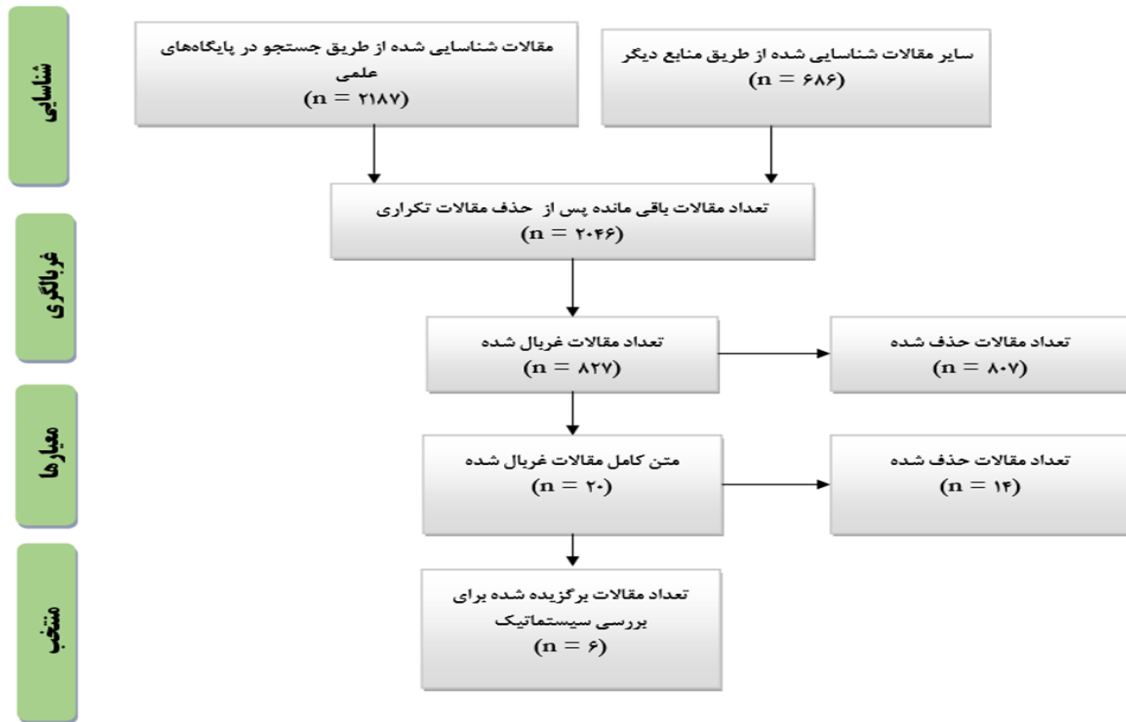 شناسایی
مقالات شناسایی شده از طریق جستجو در پایگاه‌های
علمی
(n = ۲۱۸۷)
سایر مقالات شناسایی شده از طریق منابع دیگر
(n = ۶۸۶)
غربالگری
تعداد مقالات باقی مانده پس از حذف مقالات تکراری
(n = ۲۰۴۶)
تعداد مقالات غربال شده
(n = ۸۲۷)
تعداد مقالات حذف شده
(n = ۸۰۷)
معیارها
متن کامل مقالات غربال شده
(n = ۲۰)
تعداد مقالات حذف شده
(n = ۱۴)
منتخب
تعداد مقالات برگزیده شده برای
بررسی سیستماتیک
(n = ۶)